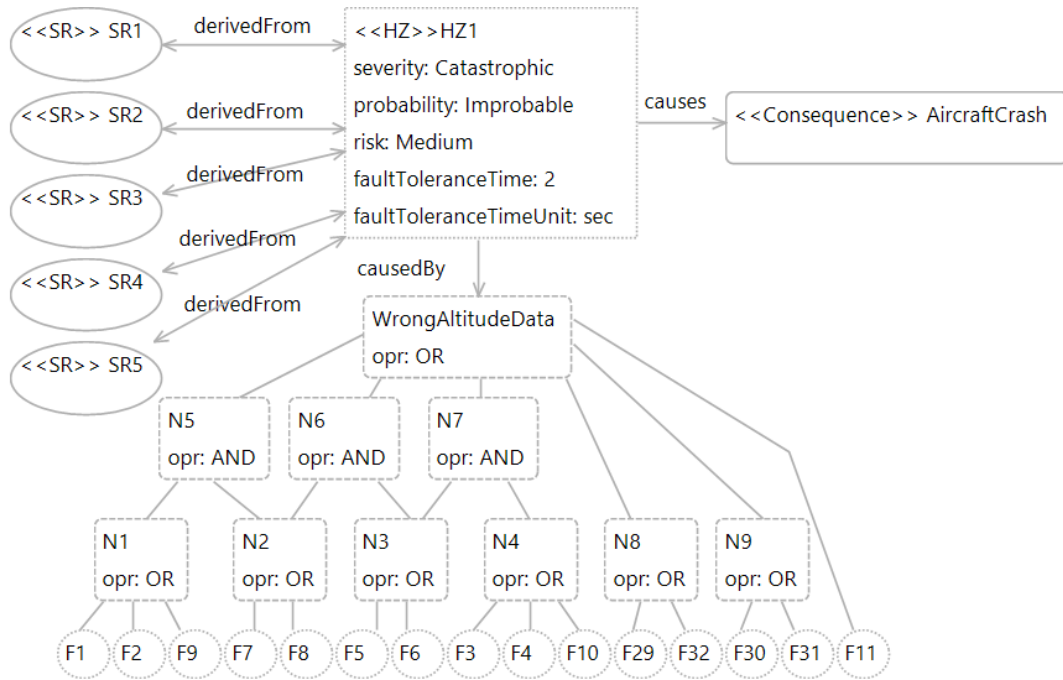 <<SR>> SR1
derivedFrom
<<HZ>>HZ1
severity: Catastrophic
probability: Improbable
risk: Medium
faultToleranceTime: 2
faultToleranceTimeUnit: sec
causes
<<Consequence>> AircraftCrash
<<SR>> SR2
derivedFrom
<<SR>> SR3
derivedFrom
<<SR>> SR4
derivedFrom
<<SR>> SR5
derivedFrom
causedBy
WrongAltitudeData
opr: OR
N5
opr: AND
N6
opr: AND
N7
opr: AND
N1
opr: OR
N2
opr: OR
N3
opr: OR
N4
opr: OR
N8
opr: OR
N9
opr: OR
F1
F2
F9
F7
F8
F5
F6
F3
F4
F10
F29
F32
F30
F31
F11